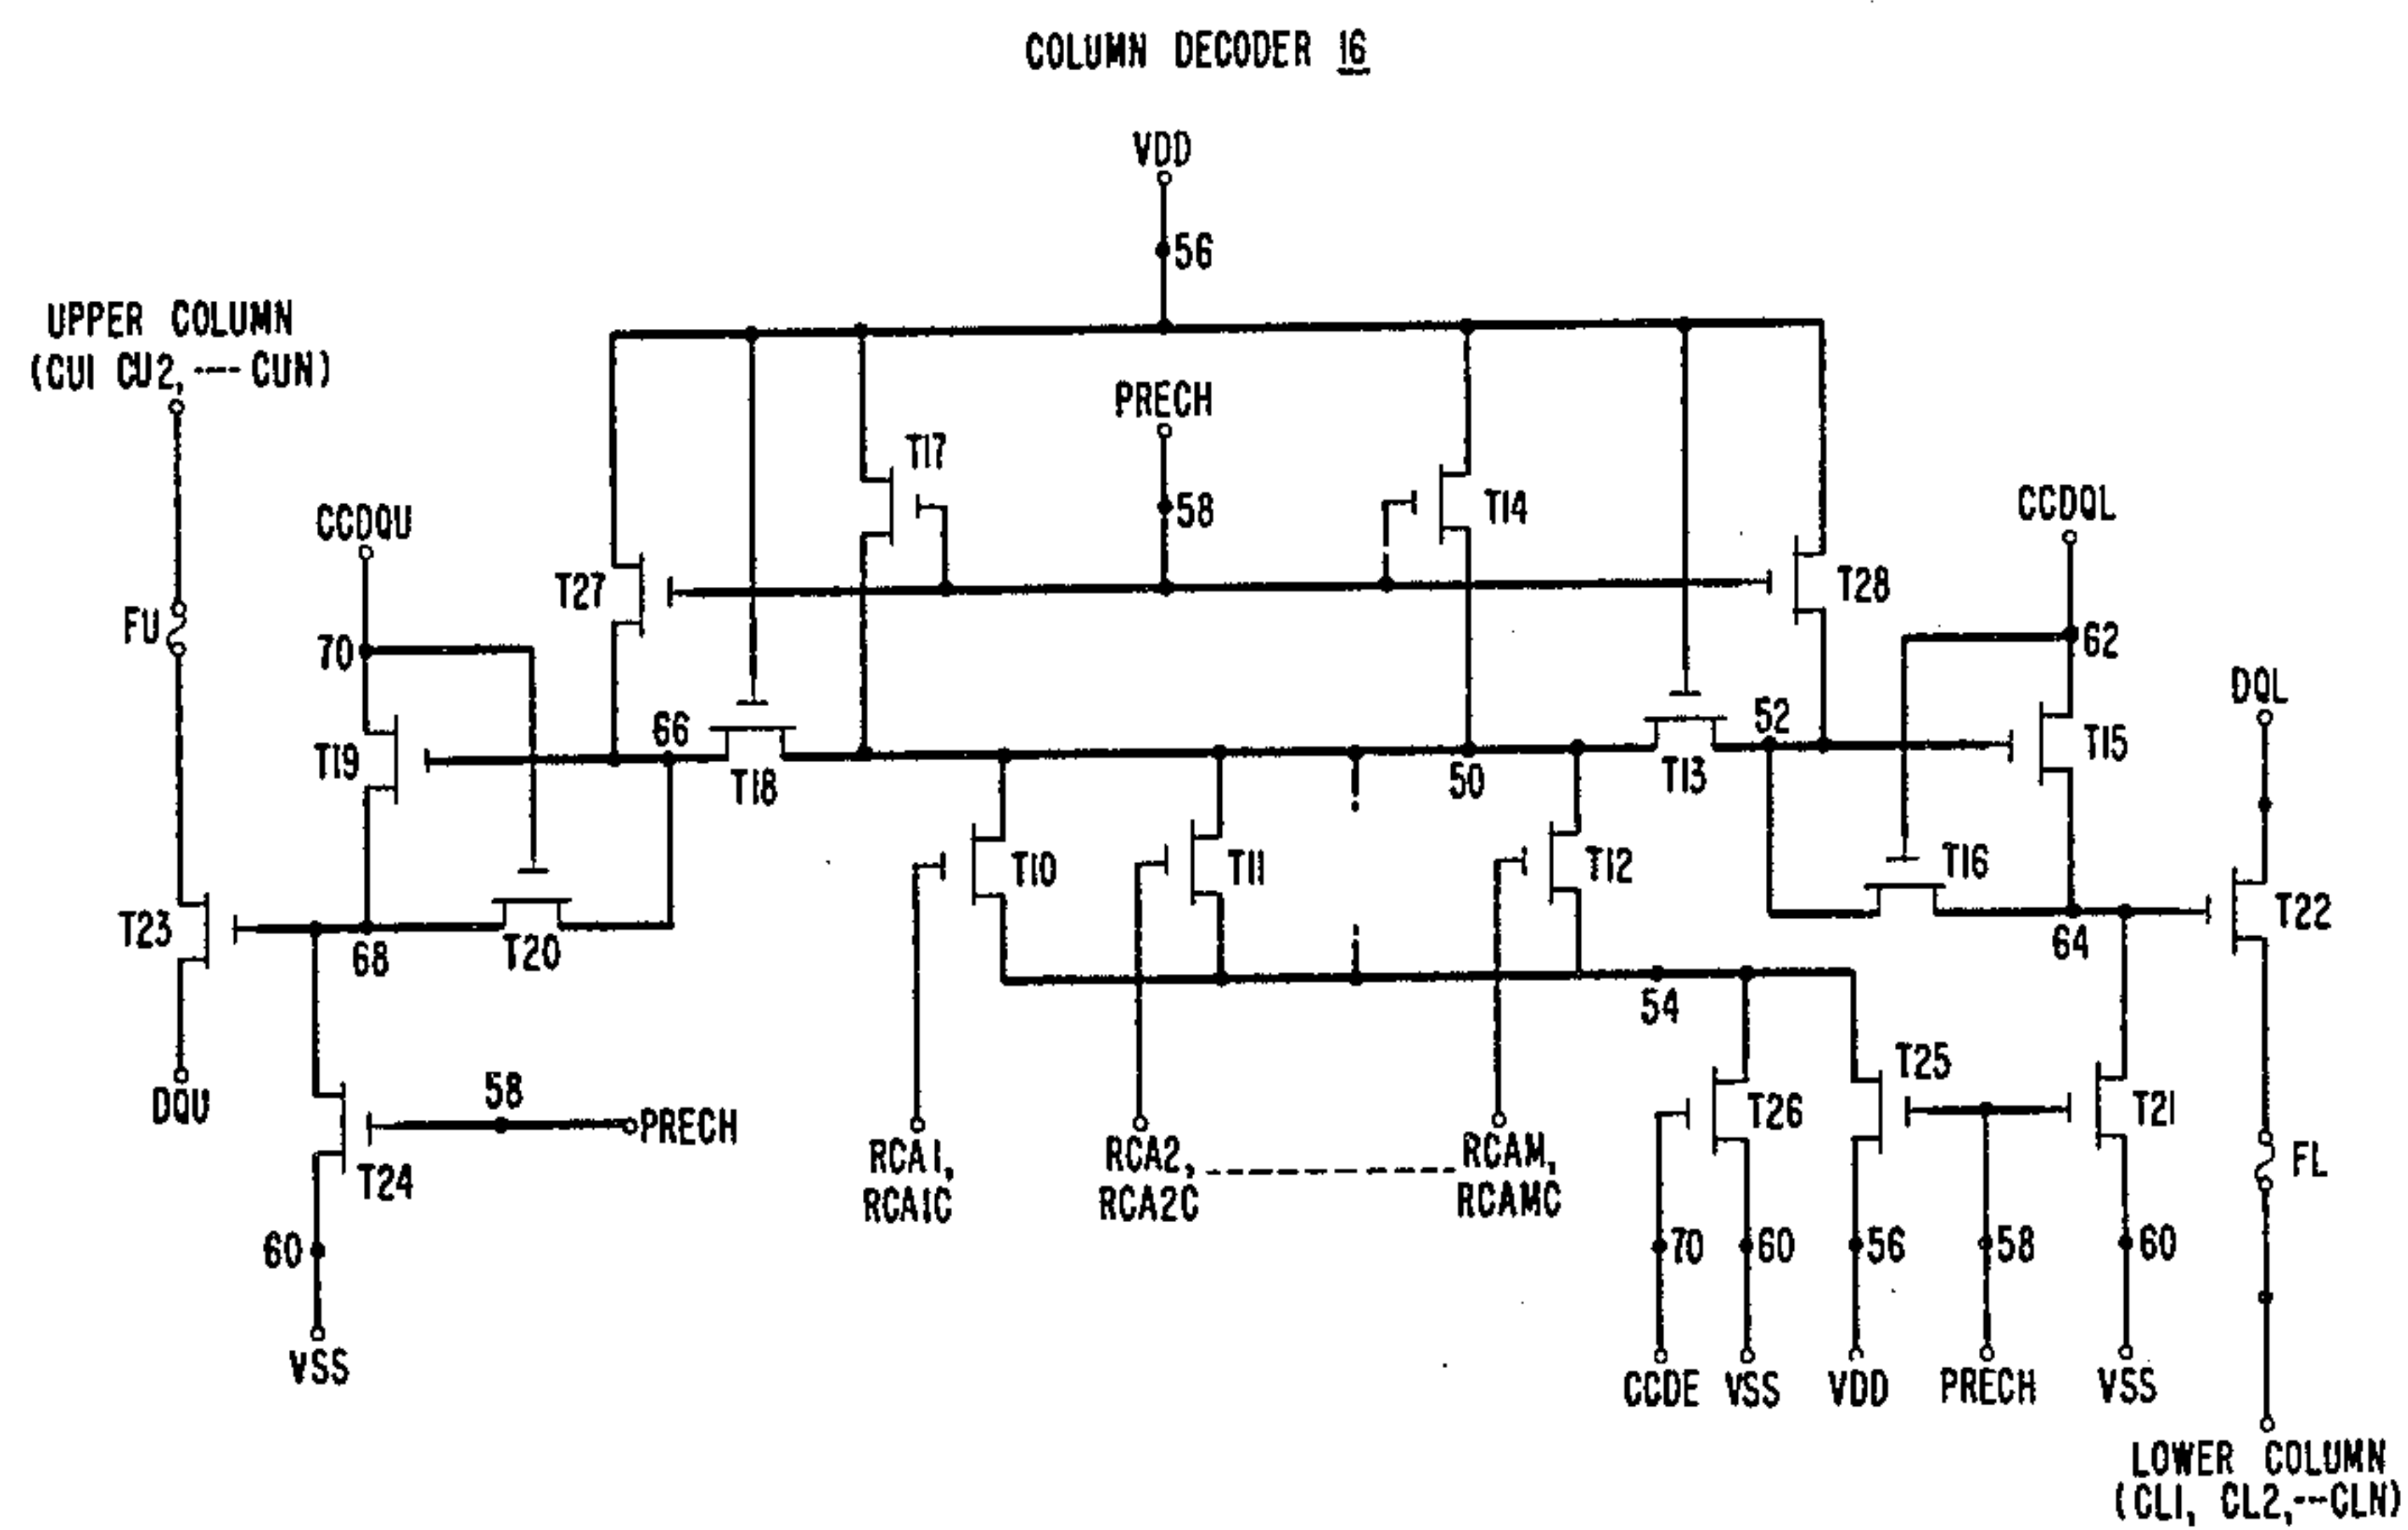 COLUMN DECODER 16
VDD
56
UPPER COLUMN
(CU1 CU2, ---- CUN)
PRECH
T17
58
T14
CCDQU
CCDQL
T27
T28
FU
70
62
DQL
66
52
T19
T18
50
T13
T15
T10
T11
T12
T16
T23
68
T20
64
T22
54
DQU
58
PRECH
T25
T26
T21
T24
RCA1,
RCA1C
RCA2, ----------- RCAM,
RCA2C
RCAMC
FL
60
70
60
56
58
60
VSS
CCDE
VSS
VDD
PRECH
VSS
LOWER COLUMN
(CL1, CL2,---CLN)